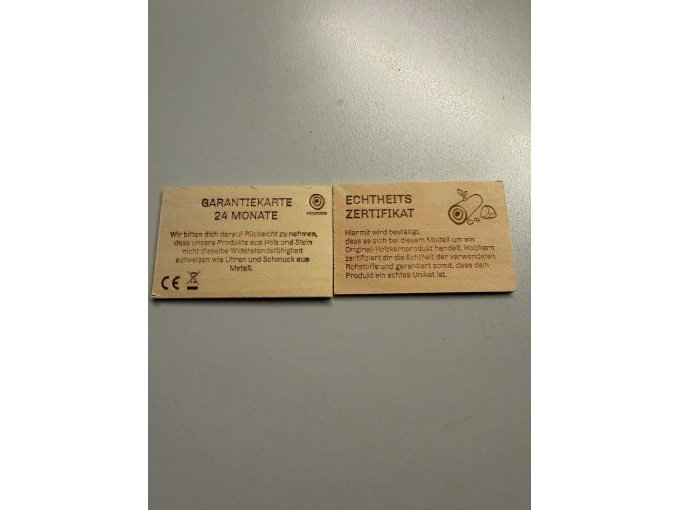 GARANTIEKARTE
24 MONATE
Wir bitten dich darauf Rücksicht zu nehmen,
dass unsere Produkte aus Holz und Stein
nicht dieselbe Widerstandsfähigkeit
aufweisen wie Uhren und Schmuck aus
Metall.
CE
ECHTHEITS
ZERTIFIKAT
Hiermit wird bestätigt,
dass es sich bei diesem Modell um ein
Original-Holzkernprodukt handelt. Holzkern
zertifiziert dir die Echtheit der verwendeten
Rohstoffe und garantiert somit, dass dein
Produkt ein echtes Unikat ist.